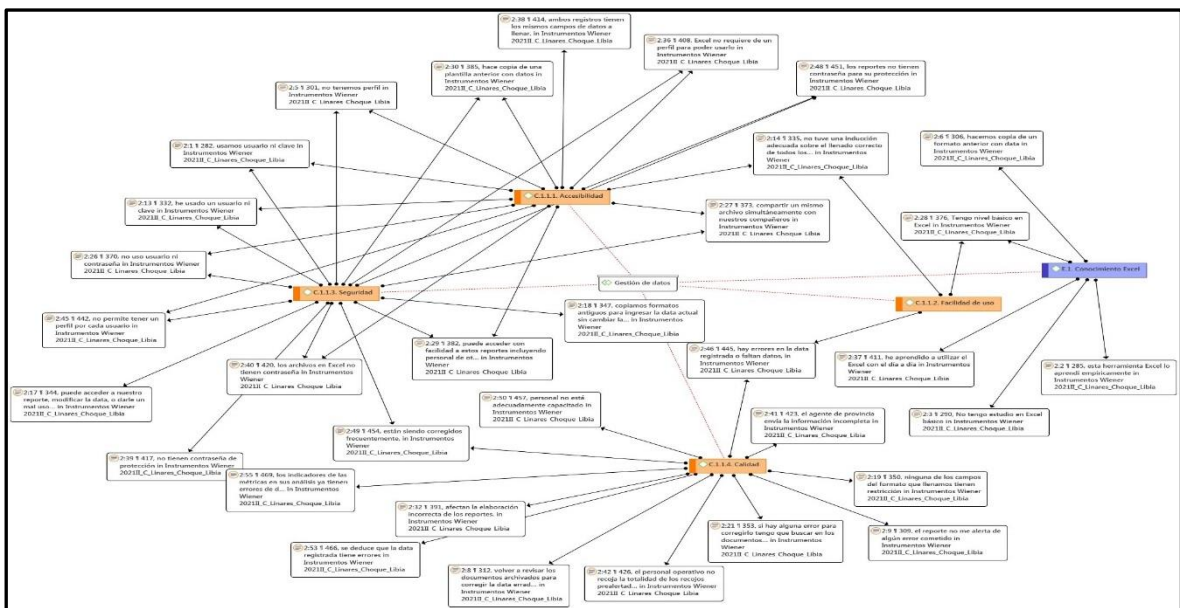 2:38 ¶ 414, ambos registros tienen
los mismos campos de datos a
llenar. in Instrumentos Wiener
2021II_C_Linares_Choque_Libia
2:36 ¶ 408, Excel no requiere de un
perfil para poder usarlo in
Instrumentos Wiener
2021II_C_Linares_Choque_Libia
2:30 ¶ 385, hace copia de una
plantilla anterior con datos in
Instrumentos Wiener
2021II_C_Linares_Choque_Libia
2:48 ¶ 451, los reportes no tienen
contraseña para su protección in
Instrumentos Wiener
2021II_C_Linares_Choque_Libia
2:5 ¶ 301, no tenemos perfil in
Instrumentos Wiener
2021II_C_Linares_Choque_Libia
2:14 ¶ 335, no tuve una inducción
adecuada sobre el llenado correcto de
todos los... in Instrumentos
Wiener
2021II_C_Linares_Choque_Libia
2:6 ¶ 306, hacemos copia de un
formato anterior con data in
Instrumentos Wiener
2021II_C_Linares_Choque_Libia
2:1 ¶ 282, usamos usuario ni clave in
Instrumentos Wiener
2021II_C_Linares_Choque_Libia
C.1.1.1. Accesibilidad
2:13 ¶ 332, he usado un usuario ni
clave in Instrumentos Wiener
2021II_C_Linares_Choque_Libia
2:27 ¶ 373, compartir un mismo
archivo simultáneamente con
nuestros compañeros in
Instrumentos Wiener
2021II_C_Linares_Choque_Libia
2:28 ¶ 376, Tengo nivel básico en
Excel in Instrumentos Wiener
2021II_C_Linares_Choque_Libia
2:26 ¶ 370, no uso usuario ni
contraseña in Instrumentos Wiener
2021II_C_Linares_Choque_Libia
E.1. Conocimiento Excel
Gestión de datos
C.1.1.3. Seguridad
C.1.1.2. Facilidad de uso
2:18 ¶ 347, copiamos formatos
antiguos para ingresar la data actual
sin cambiar la... in Instrumentos
Wiener
2021II_C_Linares_Choque_Libia
2:45 ¶ 442, no permite tener un
perfil por cada usuario in
Instrumentos Wiener
2021II_C_Linares_Choque_Libia
2:29 ¶ 382, puede acceder con
facilidad a estos reportes incluyendo
personal de ot... in Instrumentos
Wiener
2021II_C_Linares_Choque_Libia
2:46 ¶ 445, hay errores en la data
registrada o faltan datos, in
Instrumentos Wiener
2021II_C_Linares_Choque_Libia
2:37 ¶ 411, he aprendido a utilizar el
Excel con el día a día in
Instrumentos Wiener
2021II_C_Linares_Choque_Libia
2:2 ¶ 285, esta herramienta Excel lo
aprendí empíricamente in
Instrumentos Wiener
2021II_C_Linares_Choque_Libia
2:40 ¶ 420, los archivos en Excel no
tienen contraseña in Instrumentos
Wiener
2021II_C_Linares_Choque_Libia
2:17 ¶ 344, puede acceder a nuestro
reporte, modificar la data, o darle un
mal uso... in Instrumentos Wiener
2021II_C_Linares_Choque_Libia
2:50 ¶ 457, personal no está
adecuadamente capacitado in
Instrumentos Wiener
2021II_C_Linares_Choque_Libia
2:41 ¶ 423, el agente de provincia
envía la información incompleta in
Instrumentos Wiener
2021II_C_Linares_Choque_Libia
2:3 ¶ 290, No tengo estudio en Excel
básico in Instrumentos Wiener
2021II_C_Linares_Choque_Libia
2:49 ¶ 454, están siendo corregidos
frecuentemente. in Instrumentos
Wiener
2021II_C_Linares_Choque_Libia
2:39 ¶ 417, no tienen contraseña de
protección in Instrumentos Wiener
2021II_C_Linares_Choque_Libia
C.1.1.4. Calidad
2:55 ¶ 469, los indicadores de las
métricas en sus análisis ya tienen
errores de d... in Instrumentos
Wiener
2021II_C_Linares_Choque_Libia
2:19 ¶ 350, ninguna de los campos
del formato que llenamos tienen
restricción in Instrumentos Wiener
2021II_C_Linares_Choque_Libia
2:32 ¶ 391, afectan la elaboración
incorrecta de los reportes. in
Instrumentos Wiener
2021II_C_Linares_Choque_Libia
2:21 ¶ 353, si hay alguna error para
corregirlo tengo que buscar en los
documentos... in Instrumentos
Wiener
2021II_C_Linares_Choque_Libia
2:9 ¶ 309, el reporte no me alerta de
algún error cometido in
Instrumentos Wiener
2021II_C_Linares_Choque_Libia
2:53 ¶ 466, se deduce que la data
registrada tiene errores in
Instrumentos Wiener
2021II_C_Linares_Choque_Libia
2:8 ¶ 312, volver a revisar los
documentos archivados para
corregir la data errad... in
Instrumentos Wiener
2021II_C_Linares_Choque_Libia
2:42 ¶ 426, el personal operativo no
recoja la totalidad de los recojos
prealertad... in Instrumentos
Wiener
2021II_C_Linares_Choque_Libia